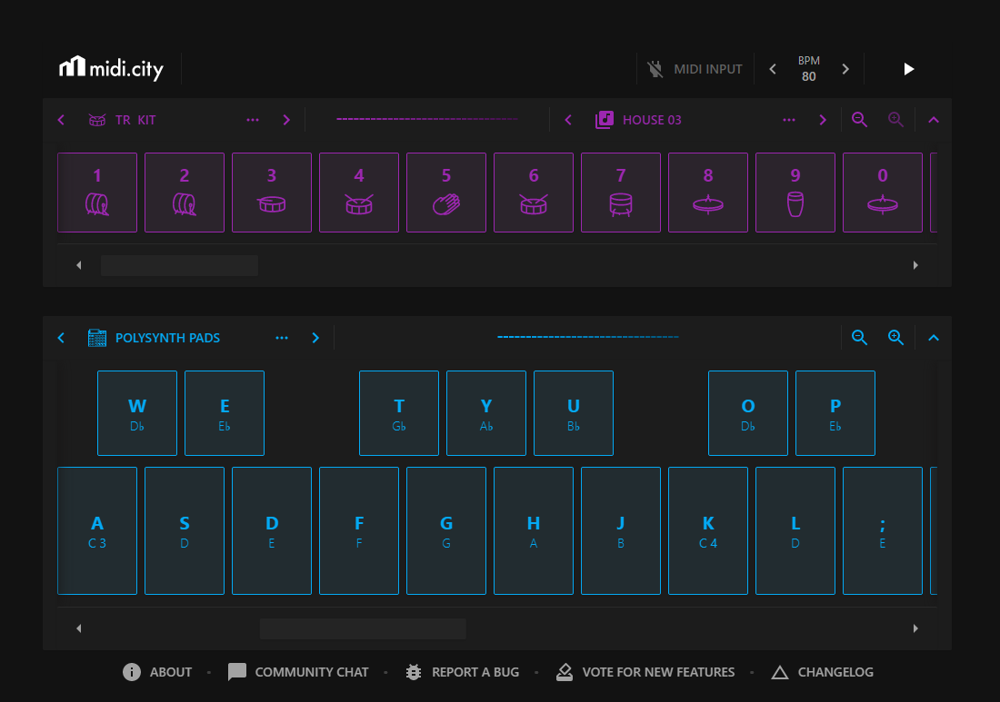 midi.city
MIDI INPUT
BPM
80
TR KIT
HOUSE 03
1 2 3 4 5 6 7 8 9 0
POLYSYNTH PADS
W E T Y U O P
D♭ E♭ G♭ A♭ B♭ D♭ E♭
A S D F G H J K L ;
C 3 D E F G A B C 4 D E
ABOUT · COMMUNITY CHAT · REPORT A BUG · VOTE FOR NEW FEATURES · CHANGELOG